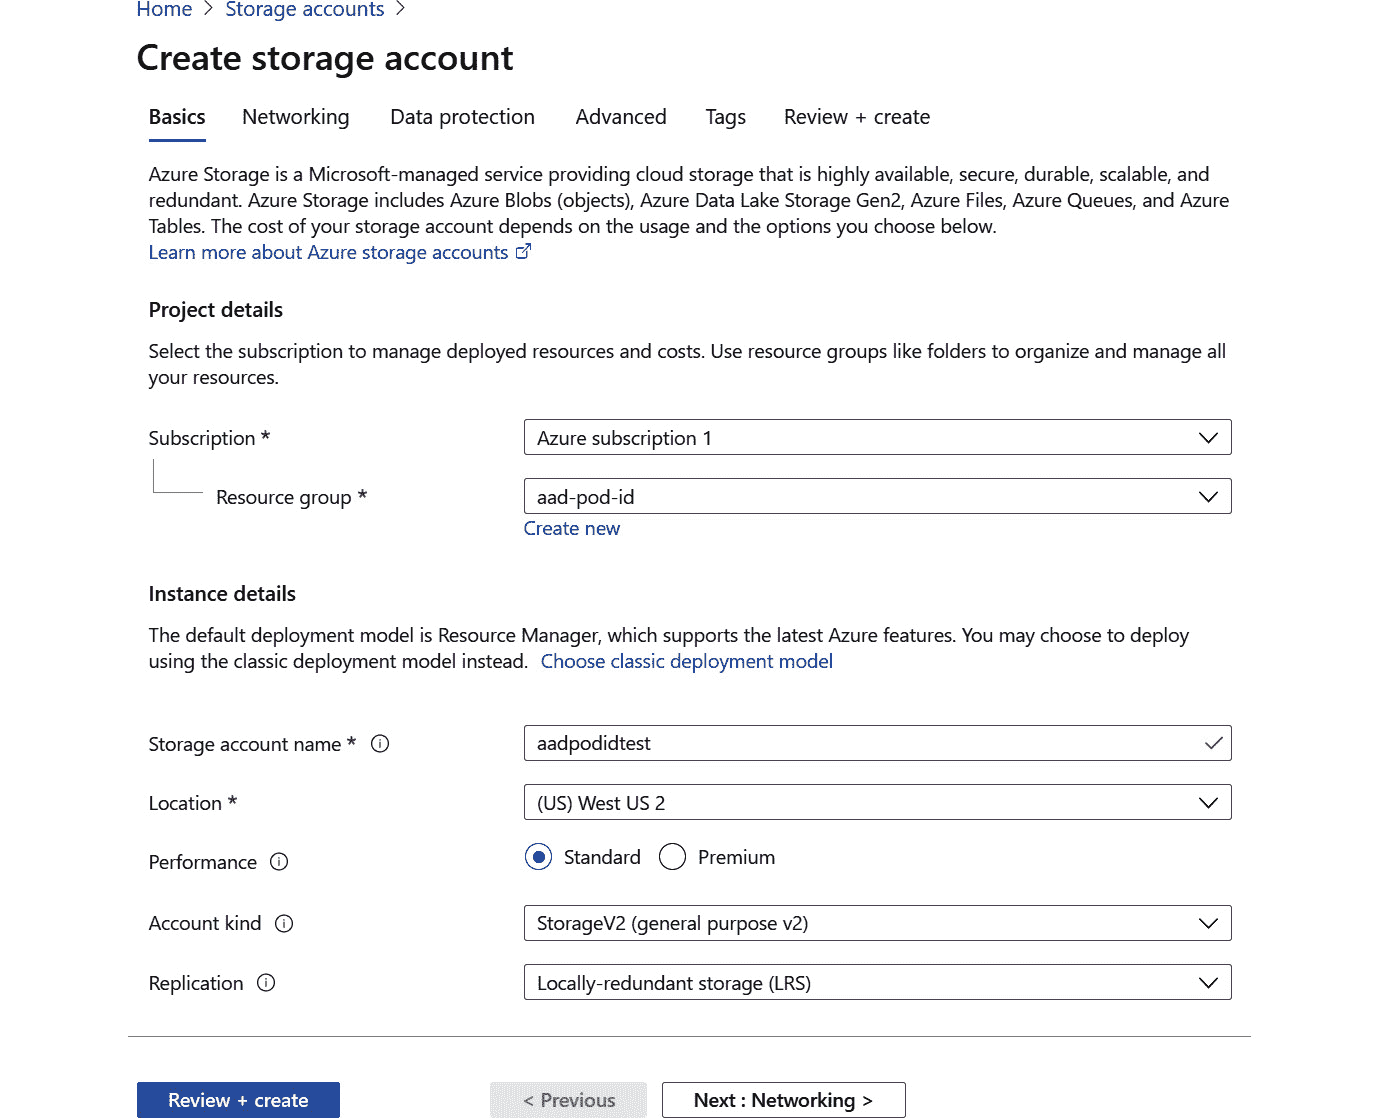 Home > Storage accounts >
Create storage account
Basics Networking Data protection Advanced Tags Review + create
Azure Storage is a Microsoft-managed service providing cloud storage that is highly available, secure, durable, scalable, and
redundant. Azure Storage includes Azure Blobs (objects), Azure Data Lake Storage Gen2, Azure Files, Azure Queues, and Azure
Tables. The cost of your storage account depends on the usage and the options you choose below.
Learn more about Azure storage accounts
Project details
Select the subscription to manage deployed resources and costs. Use resource groups like folders to organize and manage all
your resources.
Subscription * Azure subscription 1
Resource group * aad-pod-id
Create new
Instance details
The default deployment model is Resource Manager, which supports the latest Azure features. You may choose to deploy
using the classic deployment model instead. Choose classic deployment model
Storage account name * aadpodidtest
Location * (US) West US 2
Performance Standard Premium
Account kind StorageV2 (general purpose v2)
Replication Locally-redundant storage (LRS)
Review + create < Previous Next : Networking >